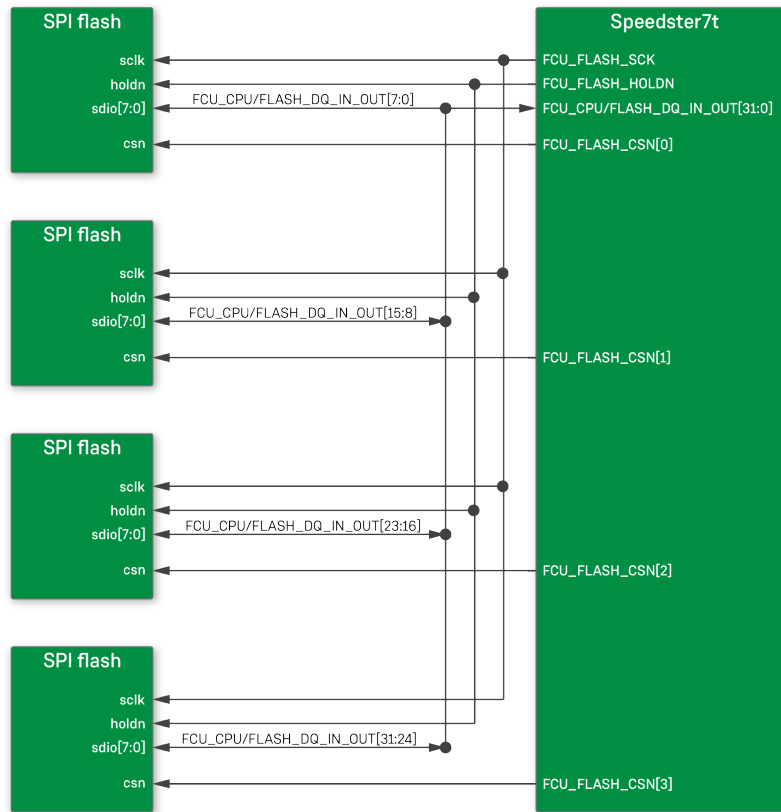 SPI flash
Speedster7t
sclk
FCU_FLASH_SCK
holdn
FCU_FLASH_HOLDN
sdio[7:0]
FCU_CPU/FLASH_DQ_IN_OUT[7:0]
FCU_CPU/FLASH_DQ_IN_OUT[31:0]
csn
FCU_FLASH_CSN[0]
SPI flash
sclk
holdn
sdio[7:0]
FCU_CPU/FLASH_DQ_IN_OUT[15:8]
csn
FCU_FLASH_CSN[1]
SPI flash
sclk
holdn
sdio[7:0]
FCU_CPU/FLASH_DQ_IN_OUT[23:16]
csn
FCU_FLASH_CSN[2]
SPI flash
sclk
holdn
sdio[7:0]
FCU_CPU/FLASH_DQ_IN_OUT[31:24]
csn
FCU_FLASH_CSN[3]